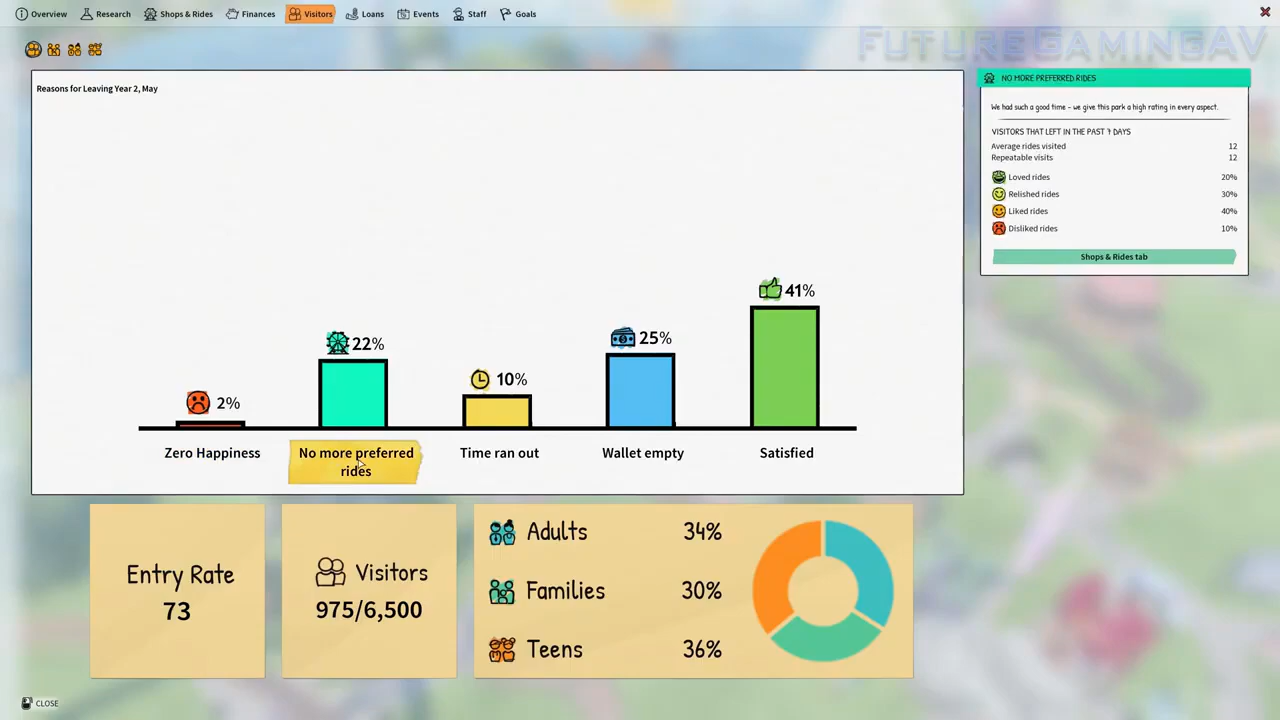 Overview Research Shops & Rides Finances Visitors Loans Events Staff Goals
FutureGamingAV
Reasons for Leaving Year 2, May
2%
22%
10%
25%
41%
Zero Happiness
No more preferred
rides
Time ran out
Wallet empty
Satisfied
NO MORE PREFERRED RIDES
We had such a good time - we give this park a high rating in every aspect.
VISITORS THAT LEFT IN THE PAST 7 DAYS
Average rides visited 12
Repeatable visits 12
Loved rides 20%
Relished rides 30%
Liked rides 40%
Disliked rides 10%
Shops & Rides tab
Entry Rate
73
Visitors
975/6,500
Adults 34%
Families 30%
Teens 36%
CLOSE